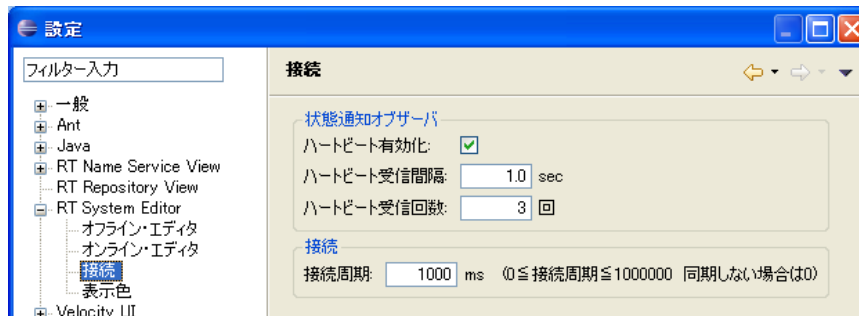 設定
フィルター入力
一般
Ant
Java
RT Name Service View
RT Repository View
RT System Editor
オフライン・エディタ
オンライン・エディタ
接続
表示色
Velocity UI
接続
状態通知オブザーバ
ハートビート有効化:
ハートビート受信間隔: 1.0 sec
ハートビート受信回数: 3 回
接続
接続周期: 1000 ms (0≦接続周期≦1000000 同期しない場合は0)